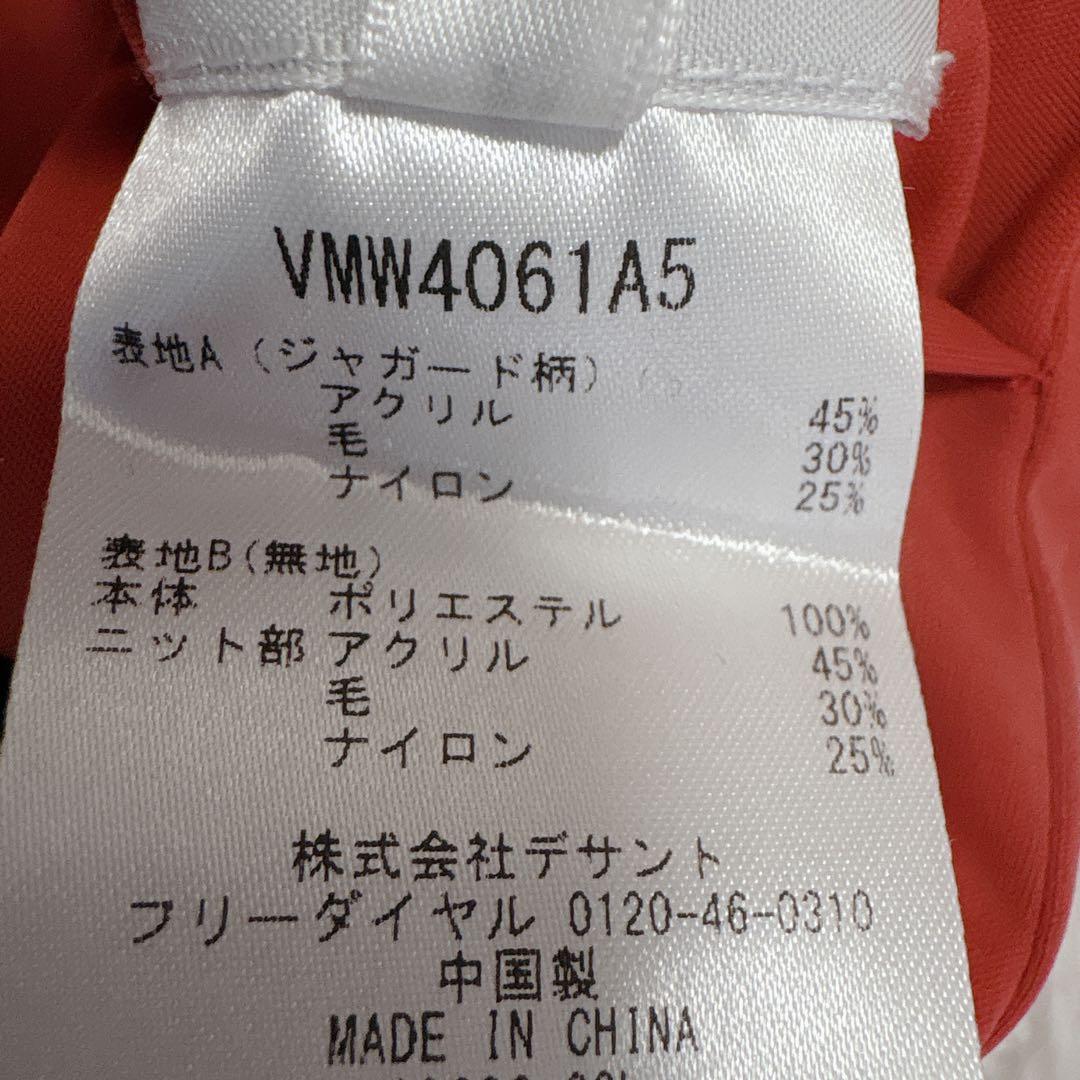 VMW4061A5
表地A(ジャガード柄)
アクリル 45%
毛 30%
ナイロン 25%
表地B(無地)
本体 ポリエステル 100%
ニット部 アクリル 45%
毛 30%
ナイロン 25%
株式会社デサント
フリーダイヤル 0120-46-0310
中国製
MADE IN CHINA